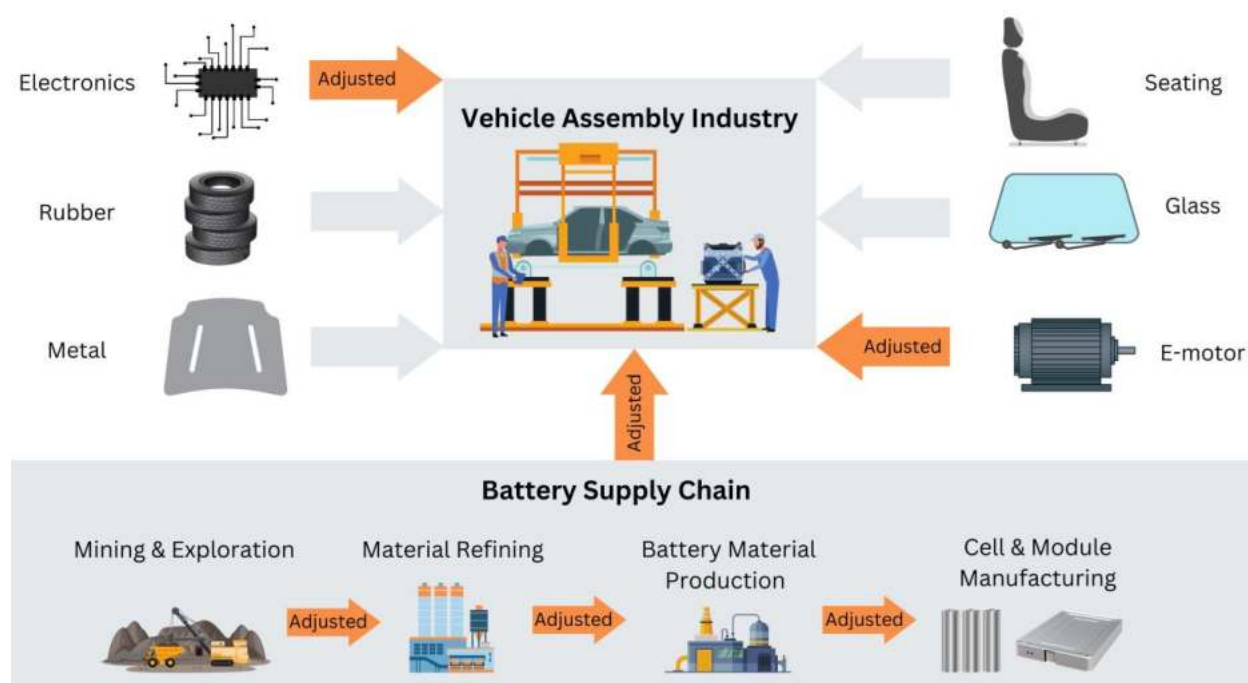 Electronics
Adjusted
Seating
Vehicle Assembly Industry
Rubber
Glass
Metal
Adjusted
E-motor
Adjusted
Battery Supply Chain
Mining & Exploration
Material Refining
Battery Material
Production
Cell & Module
Manufacturing
Adjusted
Adjusted
Adjusted